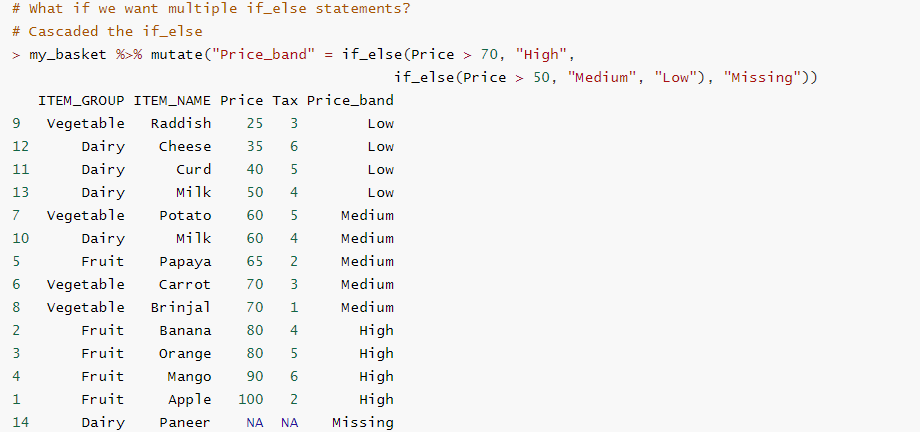 # What if we want multiple if_else statements?
# Cascaded the if_else
> my_basket %>% mutate("Price_band" = if_else(Price > 70, "High",
if_else(Price > 50, "Medium", "Low"), "Missing"))
ITEM_GROUP ITEM_NAME Price Tax Price_band
9 Vegetable Raddish 25 3 Low
12 Dairy Cheese 35 6 Low
11 Dairy Curd 40 5 Low
13 Dairy Milk 50 4 Low
7 Vegetable Potato 60 5 Medium
10 Dairy Milk 60 4 Medium
5 Fruit Papaya 65 2 Medium
6 Vegetable Carrot 70 3 Medium
8 Vegetable Brinjal 70 1 Medium
2 Fruit Banana 80 4 High
3 Fruit Orange 80 5 High
4 Fruit Mango 90 6 High
1 Fruit Apple 100 2 High
14 Dairy Paneer NA NA Missing